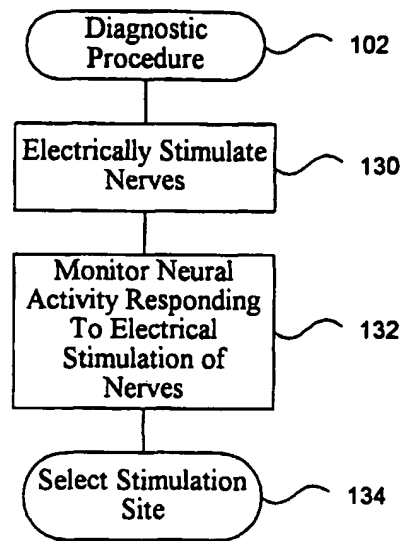 Diagnostic
Procedure
102
Electrically Stimulate
Nerves
130
Monitor Neural
Activity Responding
To Electrical
Stimulation of
Nerves
132
Select Stimulation
Site
134